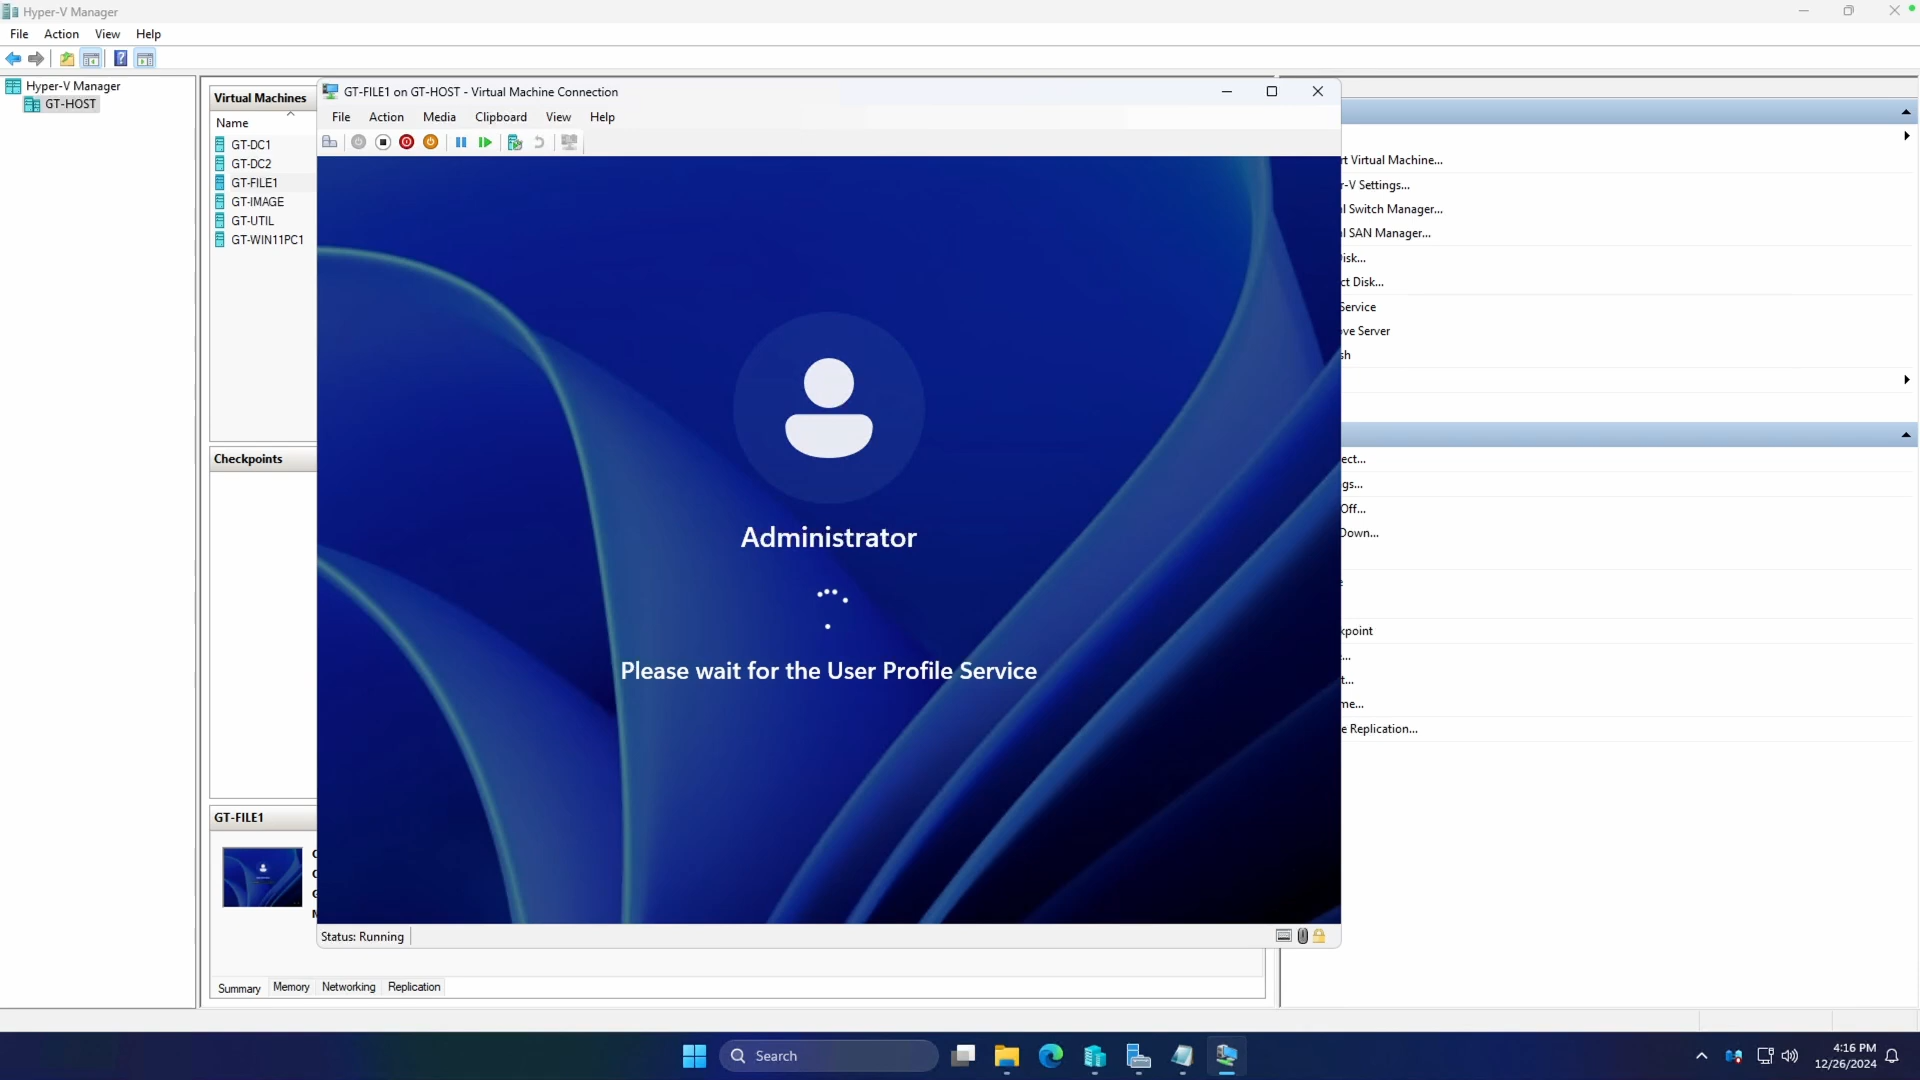 Hyper-V Manager
File Action View Help
Hyper-V Manager
GT-HOST
Virtual Machines
Name
GT-DC1
GT-DC2
GT-FILE1
GT-IMAGE
GT-UTIL
GT-WIN11PC1
Checkpoints
GT-FILE1
Summary Memory Networking Replication
GT-FILE1 on GT-HOST - Virtual Machine Connection
File Action Media Clipboard View Help
Administrator
Please wait for the User Profile Service
Status: Running
rt Virtual Machine...
r-V Settings...
l Switch Manager...
l SAN Manager...
isk...
ct Disk...
Service
ve Server
sh
ect...
gs...
Off...
Down...
e
kpoint
...
t...
me...
e Replication...
Search
4:16 PM
12/26/2024